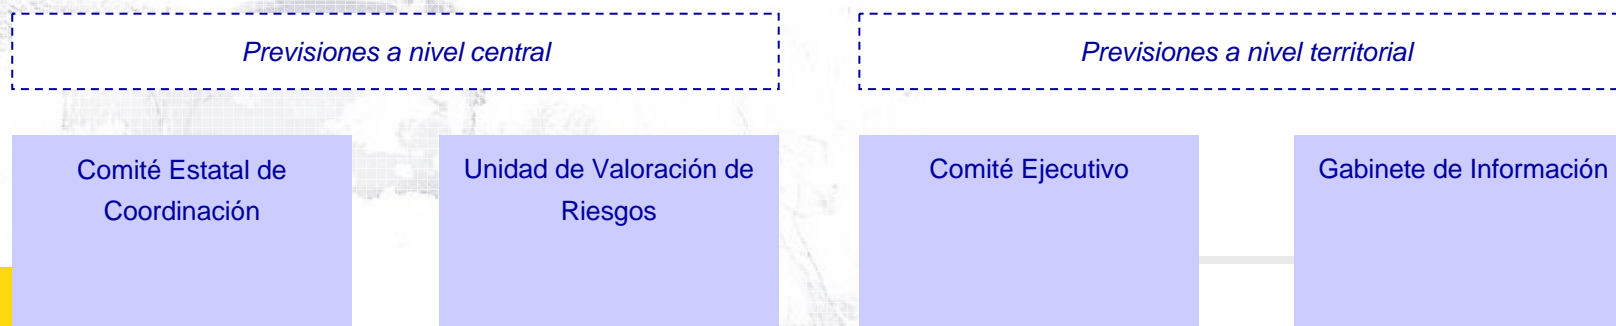 Previsiones a nivel central
Previsiones a nivel territorial
Comité Estatal de
Coordinación
Unidad de Valoración de
Riesgos
Comité Ejecutivo
Gabinete de Información